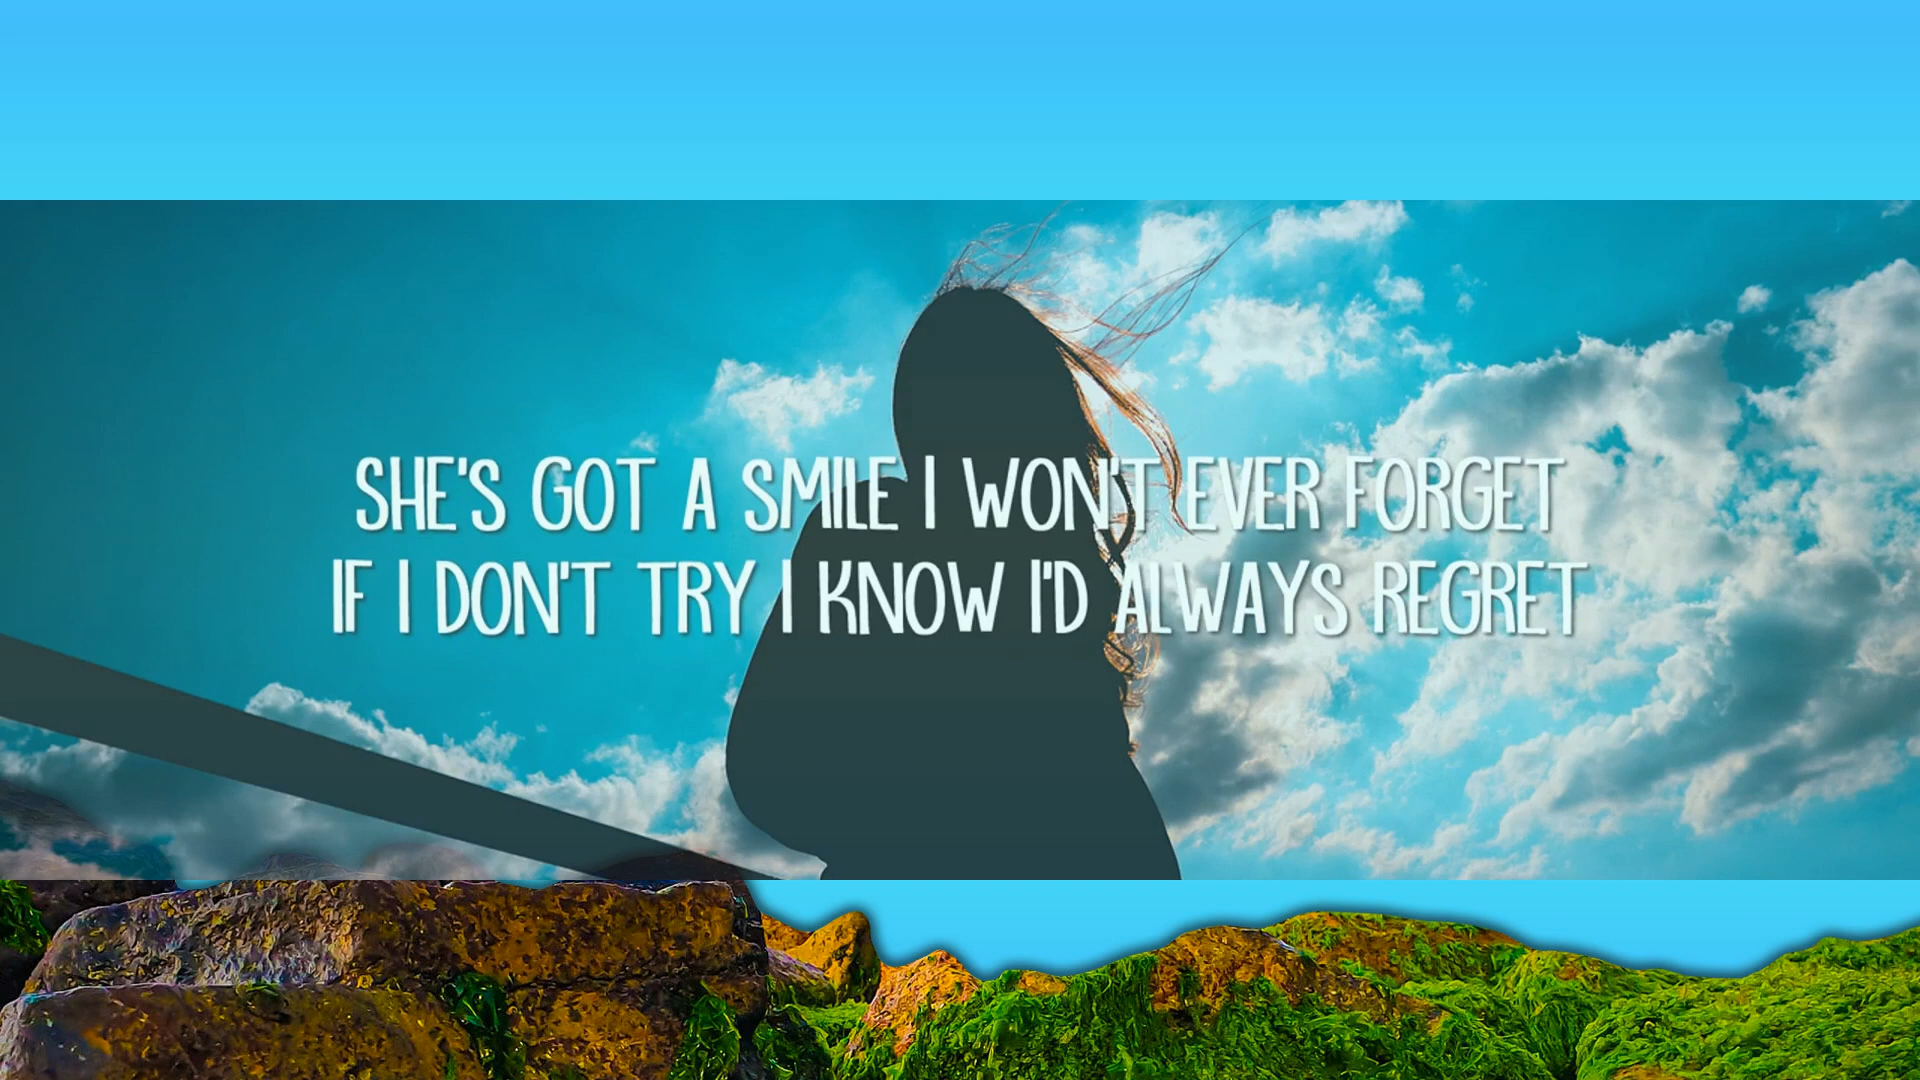 SHE'S GOT A SMILE I WON'T EVER FORGET
IF I DON'T TRY I KNOW I'D ALWAYS REGRET